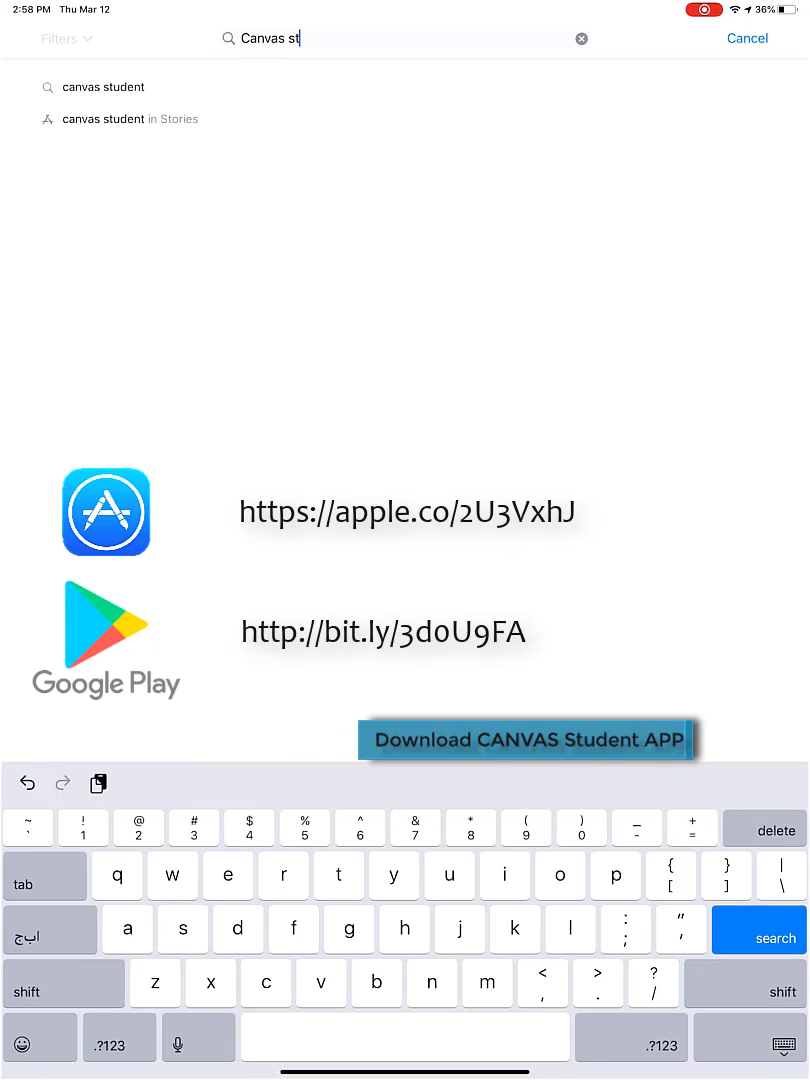 2:58 PM Thu Mar 12 36%
Filters Canvas st Cancel
canvas student
canvas student in Stories
https://apple.co/2U3VxhJ
http://bit.ly/3d0U9FA
Google Play
Download CANVAS Student APP
~ ! @ # $ % ^ & * ( ) _ +
` 1 2 3 4 5 6 7 8 9 0 - = delete
tab q w e r t y u i o p { [ } ] | \
ا ب ج a s d f g h j k l : ; " ' search
shift z x c v b n m < , > . ? / shift
.?123 .?123